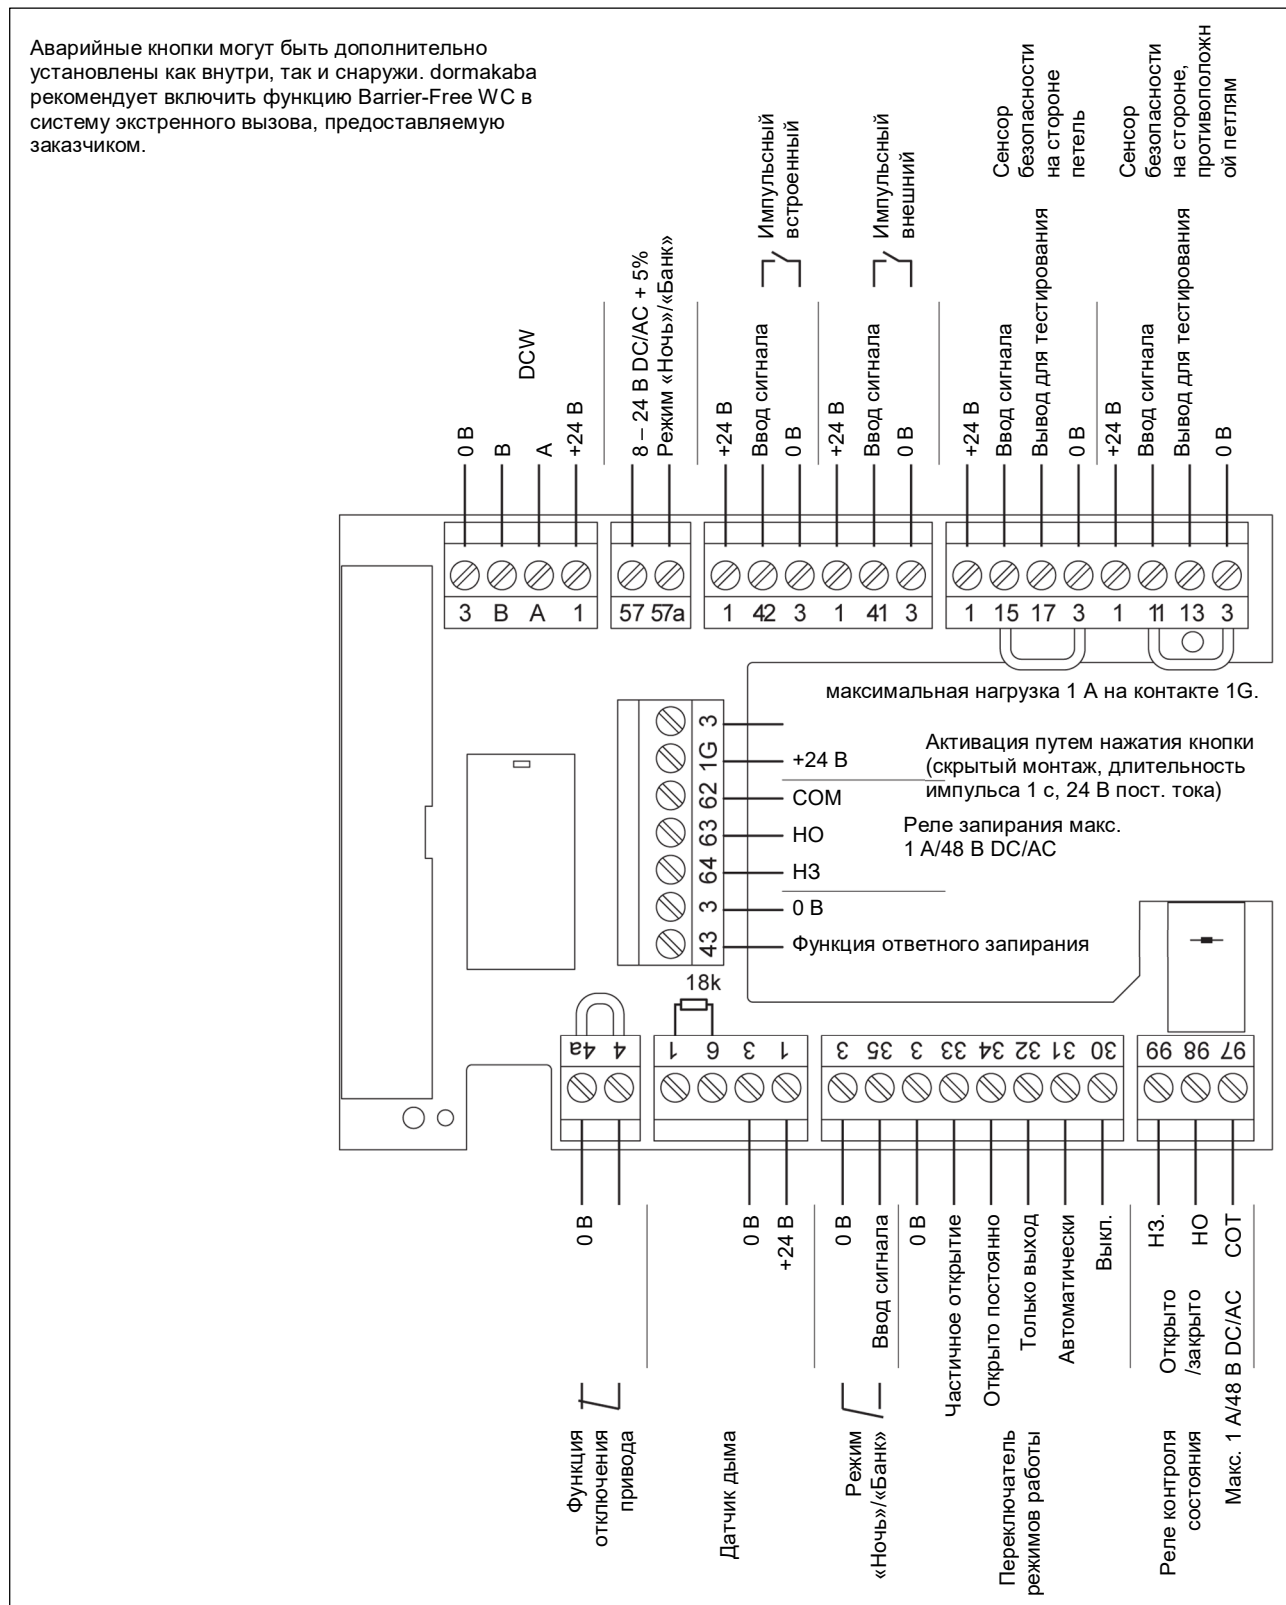 Аварийные кнопки могут быть дополнительно
установлены как внутри, так и снаружи. dormakaba
рекомендует включить функцию Barrier-Free WC в
систему экстренного вызова, предоставляемую
заказчиком.
Импульсный
встроенный
Импульсный
внешний
Сенсор
безопасности
на стороне
петель
Сенсор
безопасности
на стороне,
противоположн
ой петлям
DCW
0 В
B
A
+24 В
8 – 24 В DC/AC + 5%
Режим «Ночь»/«Банк»
+24 В
Ввод сигнала
0 В
+24 В
Ввод сигнала
0 В
+24 В
Ввод сигнала
Вывод для тестирования
0 В
+24 В
Ввод сигнала
Вывод для тестирования
0 В
3 B A 1
57 57a
1 42 3 1 41 3
1 15 17 3 1 11 13 3
максимальная нагрузка 1 А на контакте 1G.
3
1G +24 В
62 COM
63 НО
64 НЗ
3 0 В
43 Функция ответного запирания
Активация путем нажатия кнопки
(скрытый монтаж, длительность
импульса 1 с, 24 В пост. тока)
Реле запирания макс.
1 А/48 В DC/AC
18k
4a 4
1 6 3 1
3 35 3 33 34 32 31 30
99 98 97
0 В
0 В
+24 В
0 В
Ввод сигнала
0 В
Частичное открытие
Открыто постоянно
Только выход
Автоматически
Выкл.
НЗ.
НО
СОТ
Открыто
/закрыто
Макс. 1 А/48 В DC/AC
Функция
отключения
привода
Датчик дыма
Режим
«Ночь»/«Банк»
Переключатель
режимов работы
Реле контроля
состояния